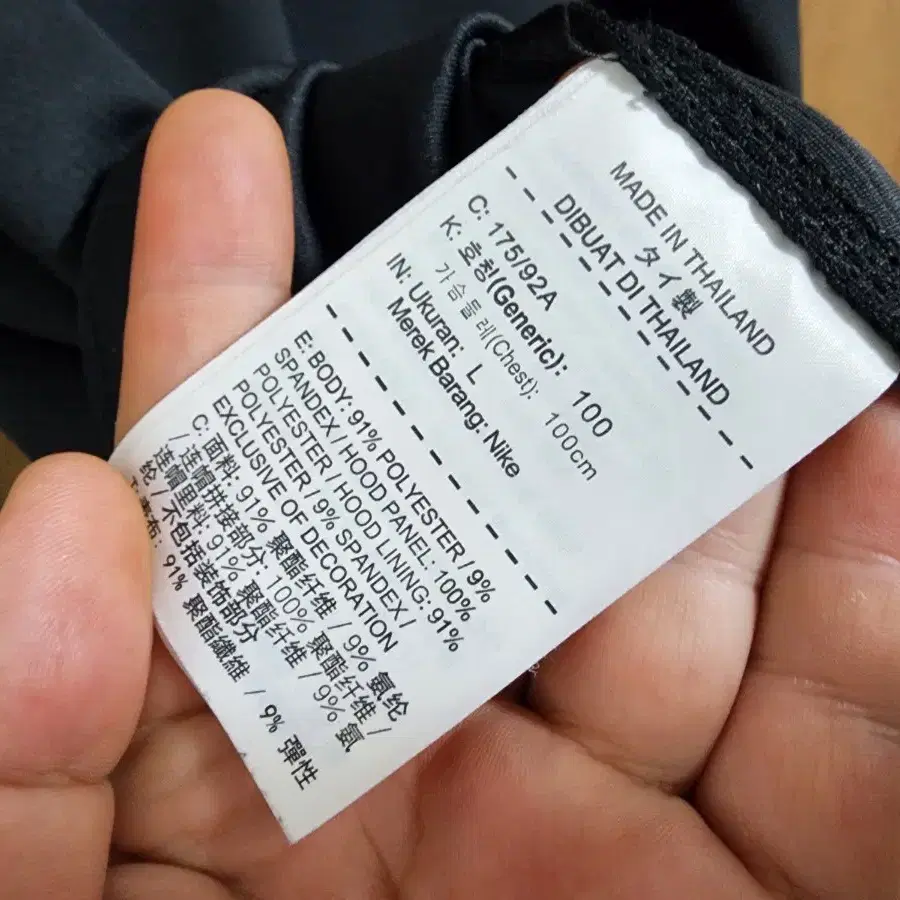 MADE IN THAILAND
タイ製
DIBUAT DI THAILAND
C: 175/92A
K: 호칭(Generic): 100
가슴둘레(Chest): 100cm
IN: Ukuran: L
Merek Barang: Nike
E: BODY: 91% POLYESTER / 9%
SPANDEX / HOOD PANEL: 100%
POLYESTER / HOOD LINING: 91%
POLYESTER / 9% SPANDEX /
EXCLUSIVE OF DECORATION
C: 面料: 91% 聚酯纤维 / 9% 氨纶
/ 连帽拼接部分: 100% 聚酯纤维 /
连帽里料: 91% 聚酯纤维 / 9% 氨
纶 / 不包括装饰部分
表布: 91% 聚酯纖維 / 9% 彈性